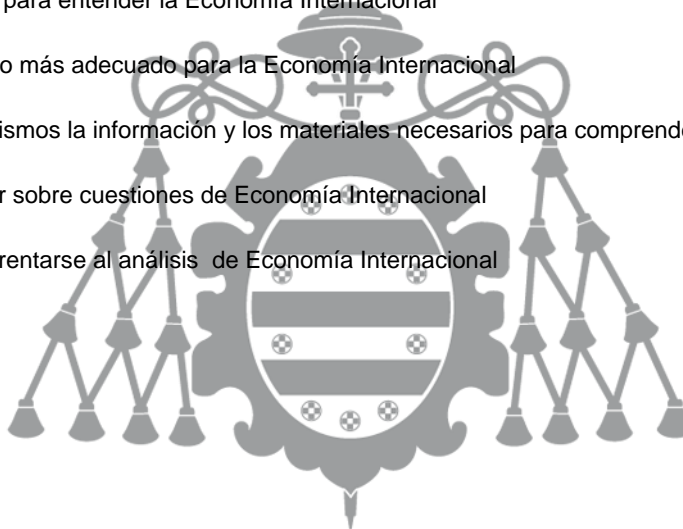 para entender la Economía Internacional
o más adecuado para la Economía Internacional
ismos la información y los materiales necesarios para comprend
r sobre cuestiones de Economía Internacional
rentarse al análisis de Economía Internacional